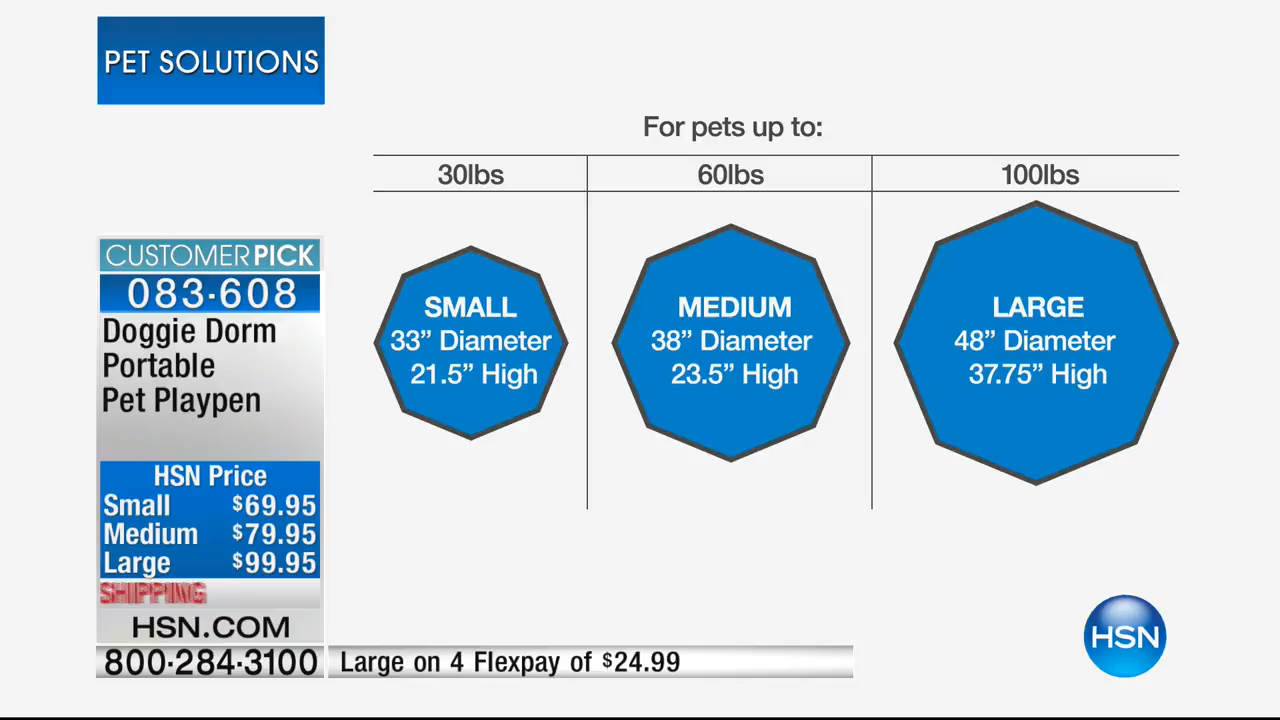 PET SOLUTIONS
For pets up to:
30lbs 60lbs 100lbs
SMALL
33” Diameter
21.5” High
MEDIUM
38” Diameter
23.5” High
LARGE
48” Diameter
37.75” High
CUSTOMER PICK
083·608
Doggie Dorm
Portable
Pet Playpen
HSN Price
Small $69.95
Medium $79.95
Large $99.95
SHIPPING
HSN.COM
800·284·3100
Large on 4 Flexpay of $24.99
HSN